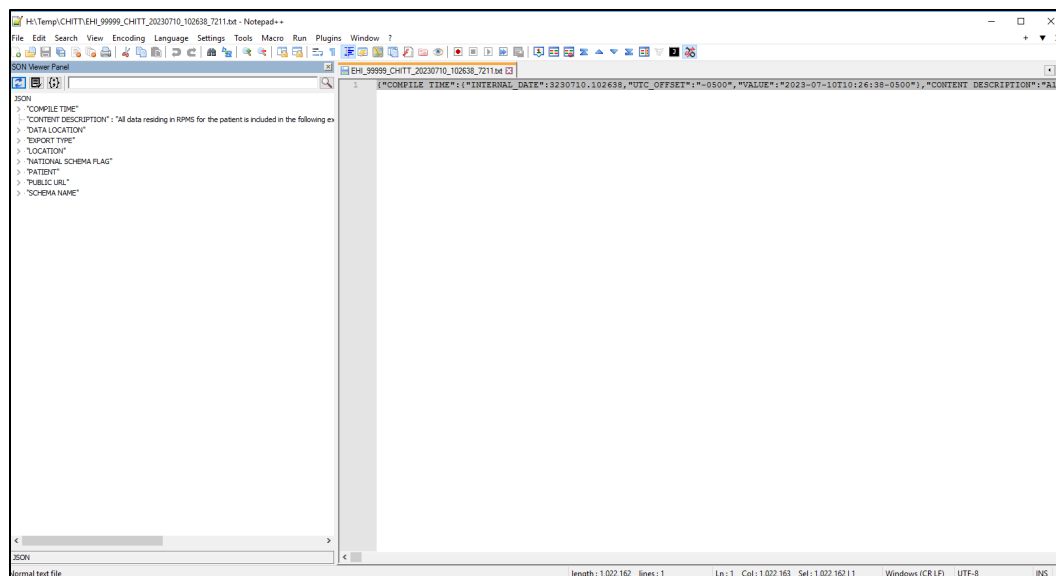 H:\Temp\CHITT\EHI_99999_CHITT_20230710_102638_7211.txt - Notepad++
File Edit Search View Encoding Language Settings Tools Macro Run Plugins Window ?
SON Viewer Panel
JSON
"COMPILE TIME"
"CONTENT DESCRIPTION" : "All data residing in RPMS for the patient is included in the following ex
"DATA LOCATION"
"EXPORT TYPE"
"LOCATION"
"NATIONAL SCHEMA FLAG"
"PATIENT"
"PUBLIC URL"
"SCHEMA NAME"
JSON
EHI_99999_CHITT_20230710_102638_7211.txt
1 {"COMPILE TIME":{"INTERNAL_DATE":3230710.102638,"UTC_OFFSET":"-0500","VALUE":"2023-07-10T10:26:38-0500"},"CONTENT DESCRIPTION":"Al
Normal text file length : 1,022,162 lines : 1 Ln : 1 Col : 1,022,163 Sel : 1,022,162 | 1 Windows (CR LF) UTF-8 INS